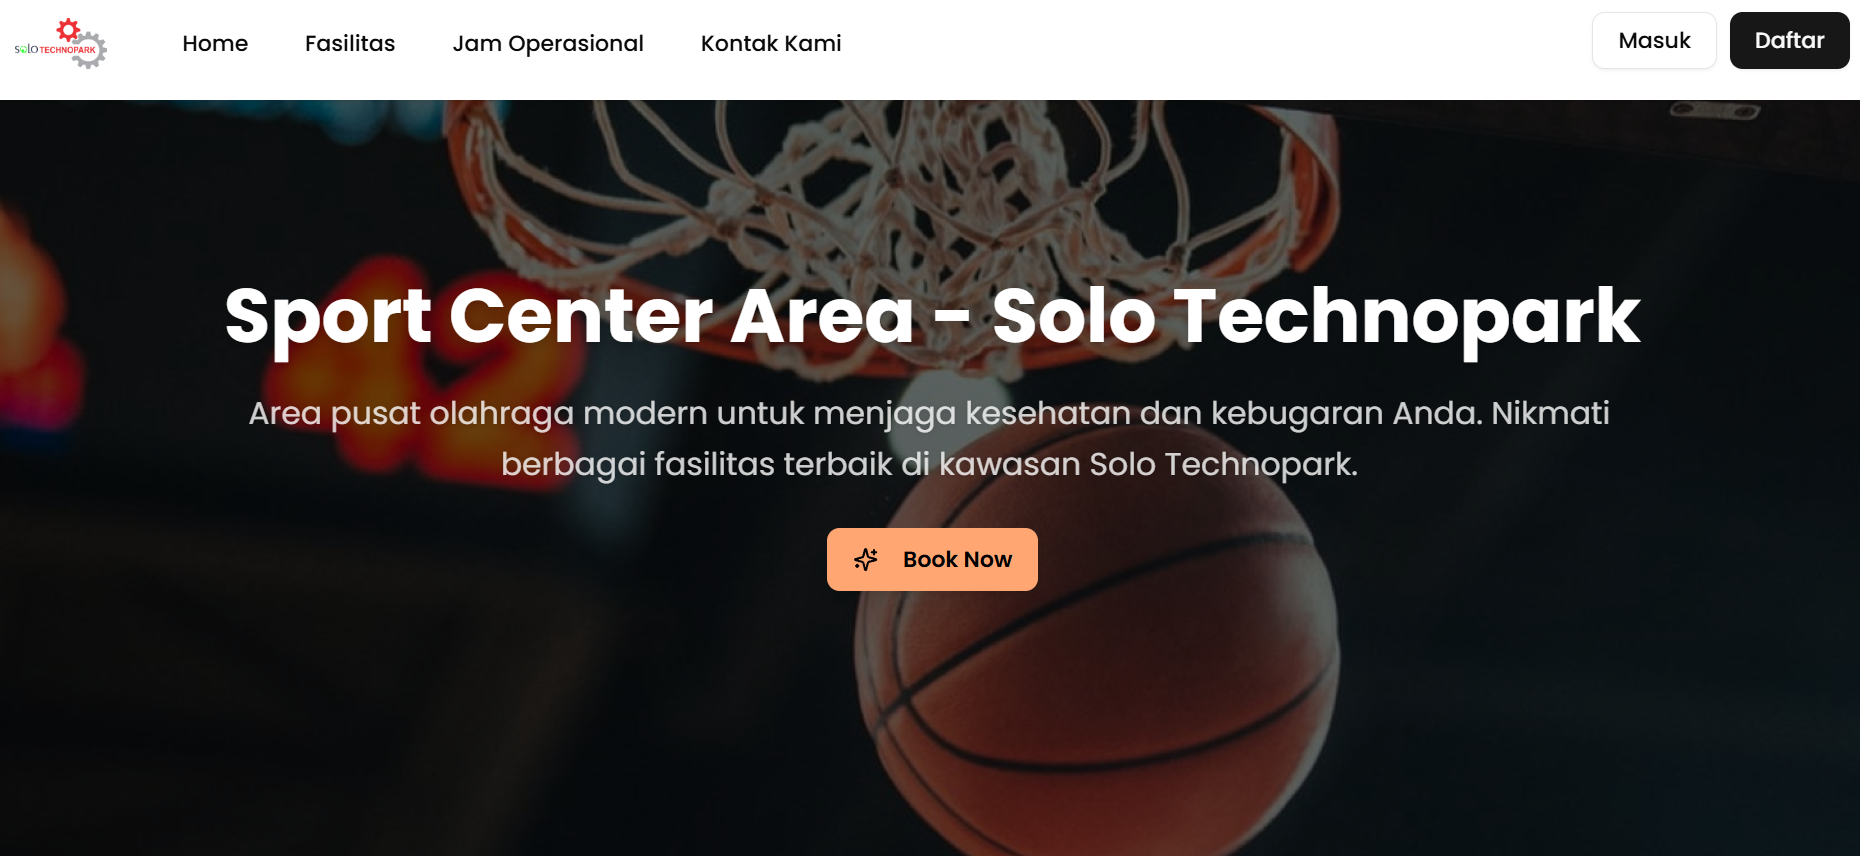 solo TECHNOPARK
Home
Fasilitas
Jam Operasional
Kontak Kami
Masuk
Daftar
Sport Center Area - Solo Technopark
Area pusat olahraga modern untuk menjaga kesehatan dan kebugaran Anda. Nikmati
berbagai fasilitas terbaik di kawasan Solo Technopark.
Book Now